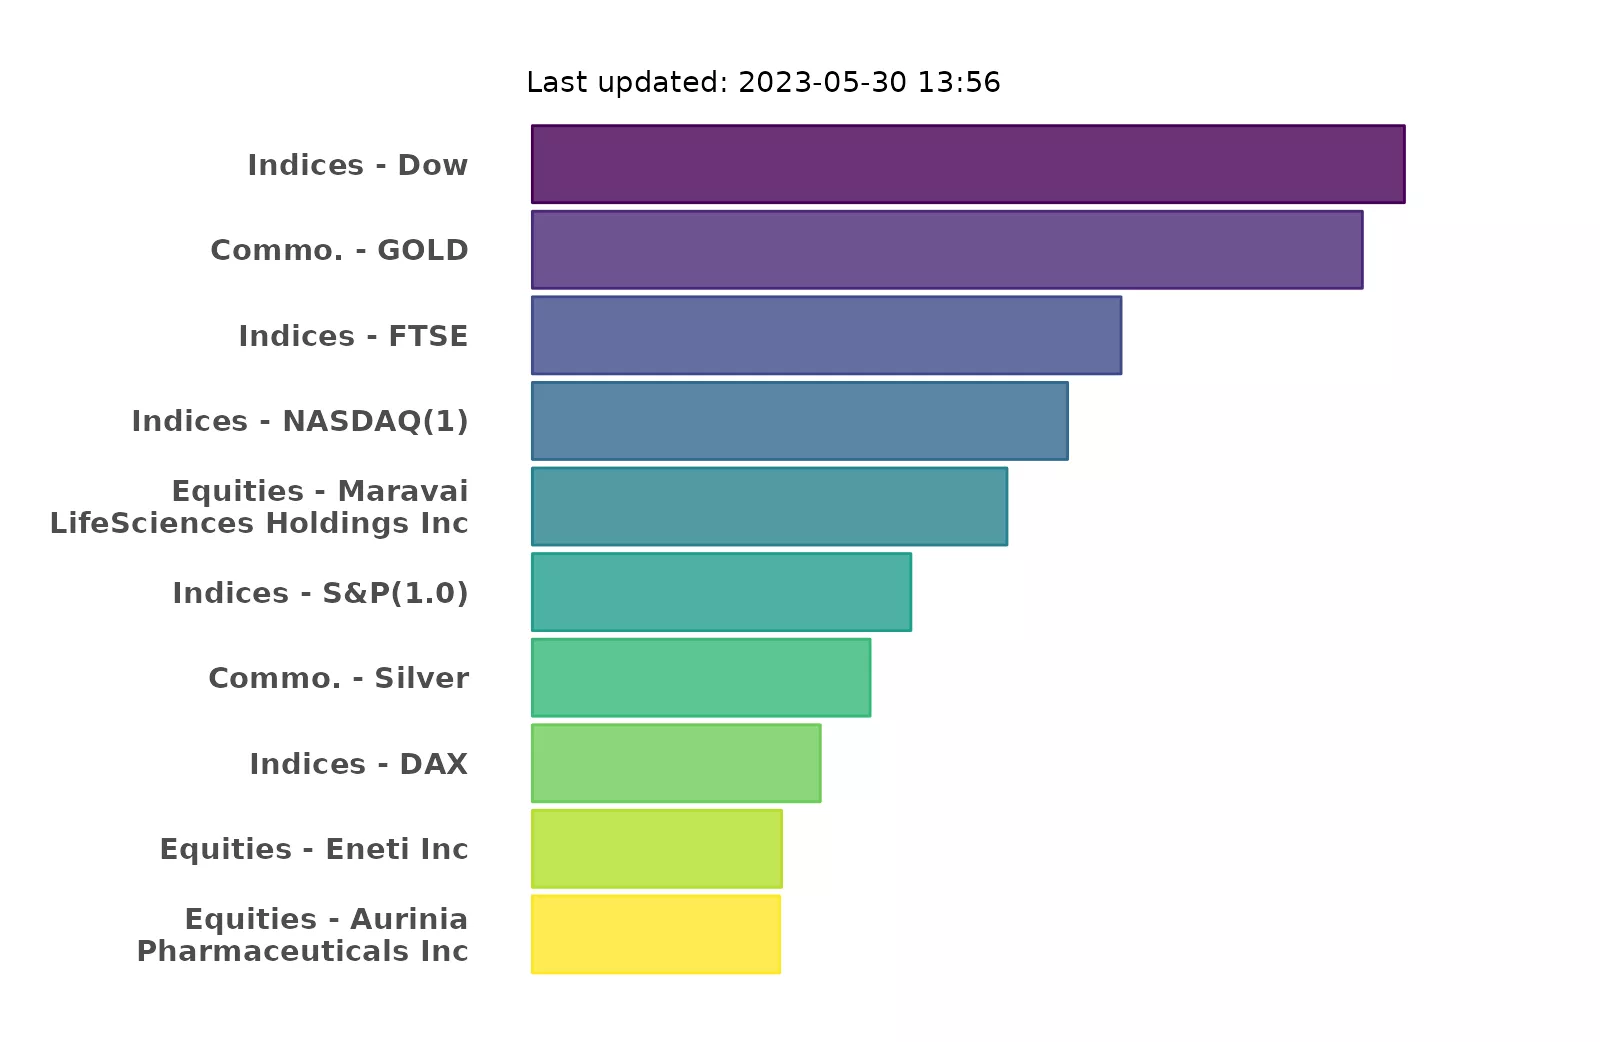 Last updated: 2023-05-30 13:56
Indices - Dow
Commo. - GOLD
Indices - FTSE
Indices - NASDAQ(1)
Equities - Maravai
LifeSciences Holdings Inc
Indices - S&P(1.0)
Commo. - Silver
Indices - DAX
Equities - Eneti Inc
Equities - Aurinia
Pharmaceuticals Inc